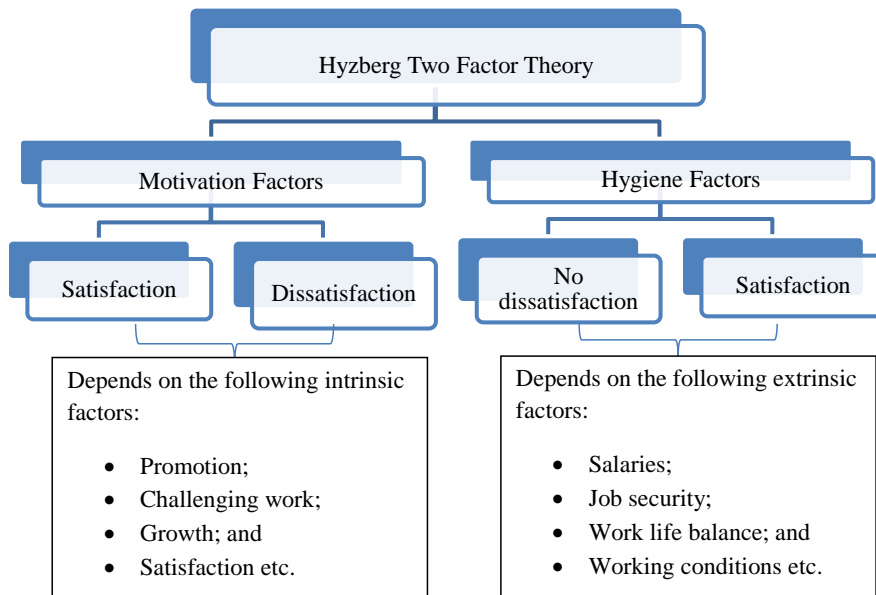 Hyzberg Two Factor Theory
Motivation Factors
Hygiene Factors
Satisfaction
Dissatisfaction
No
dissatisfaction
Satisfaction
Depends on the following intrinsic
factors:
• Promotion;
• Challenging work;
• Growth; and
• Satisfaction etc.
Depends on the following extrinsic
factors:
• Salaries;
• Job security;
• Work life balance; and
• Working conditions etc.